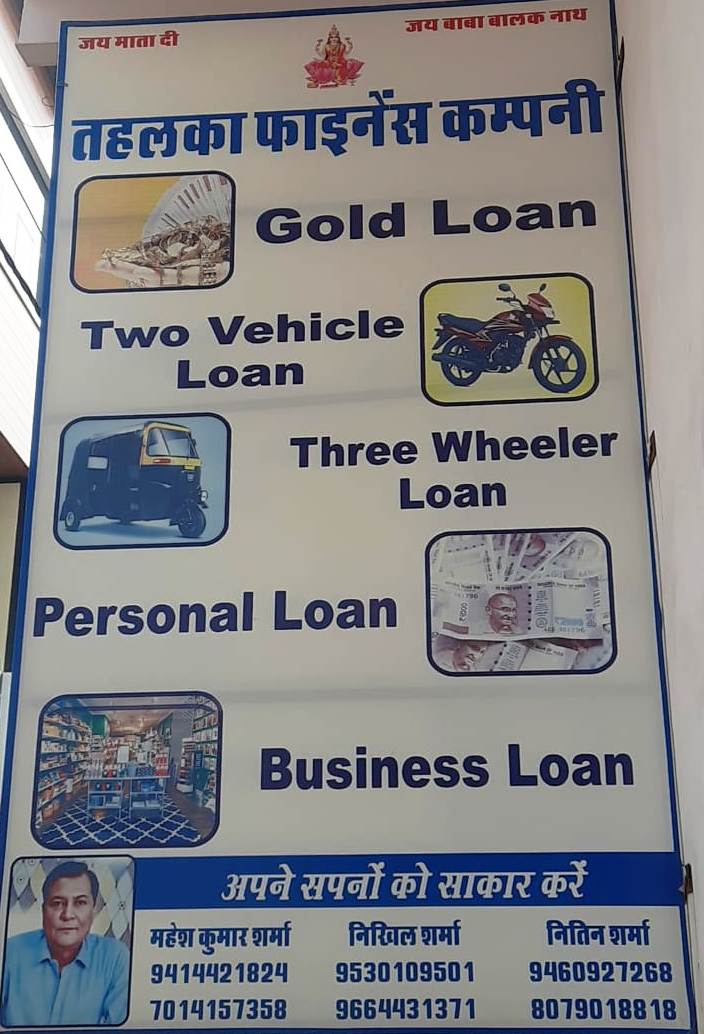 जय माता दी
जय बाबा बालक नाथ
तहलका फाइनेंस कम्पनी
Gold Loan
Two Vehicle
Loan
Three Wheeler
Loan
Personal Loan
Business Loan
अपने सपनों को साकार करें
महेश कुमार शर्मा निखिल शर्मा नितिन शर्मा
9414421824 9530109501 9460927268
7014157358 9664431371 8079018818